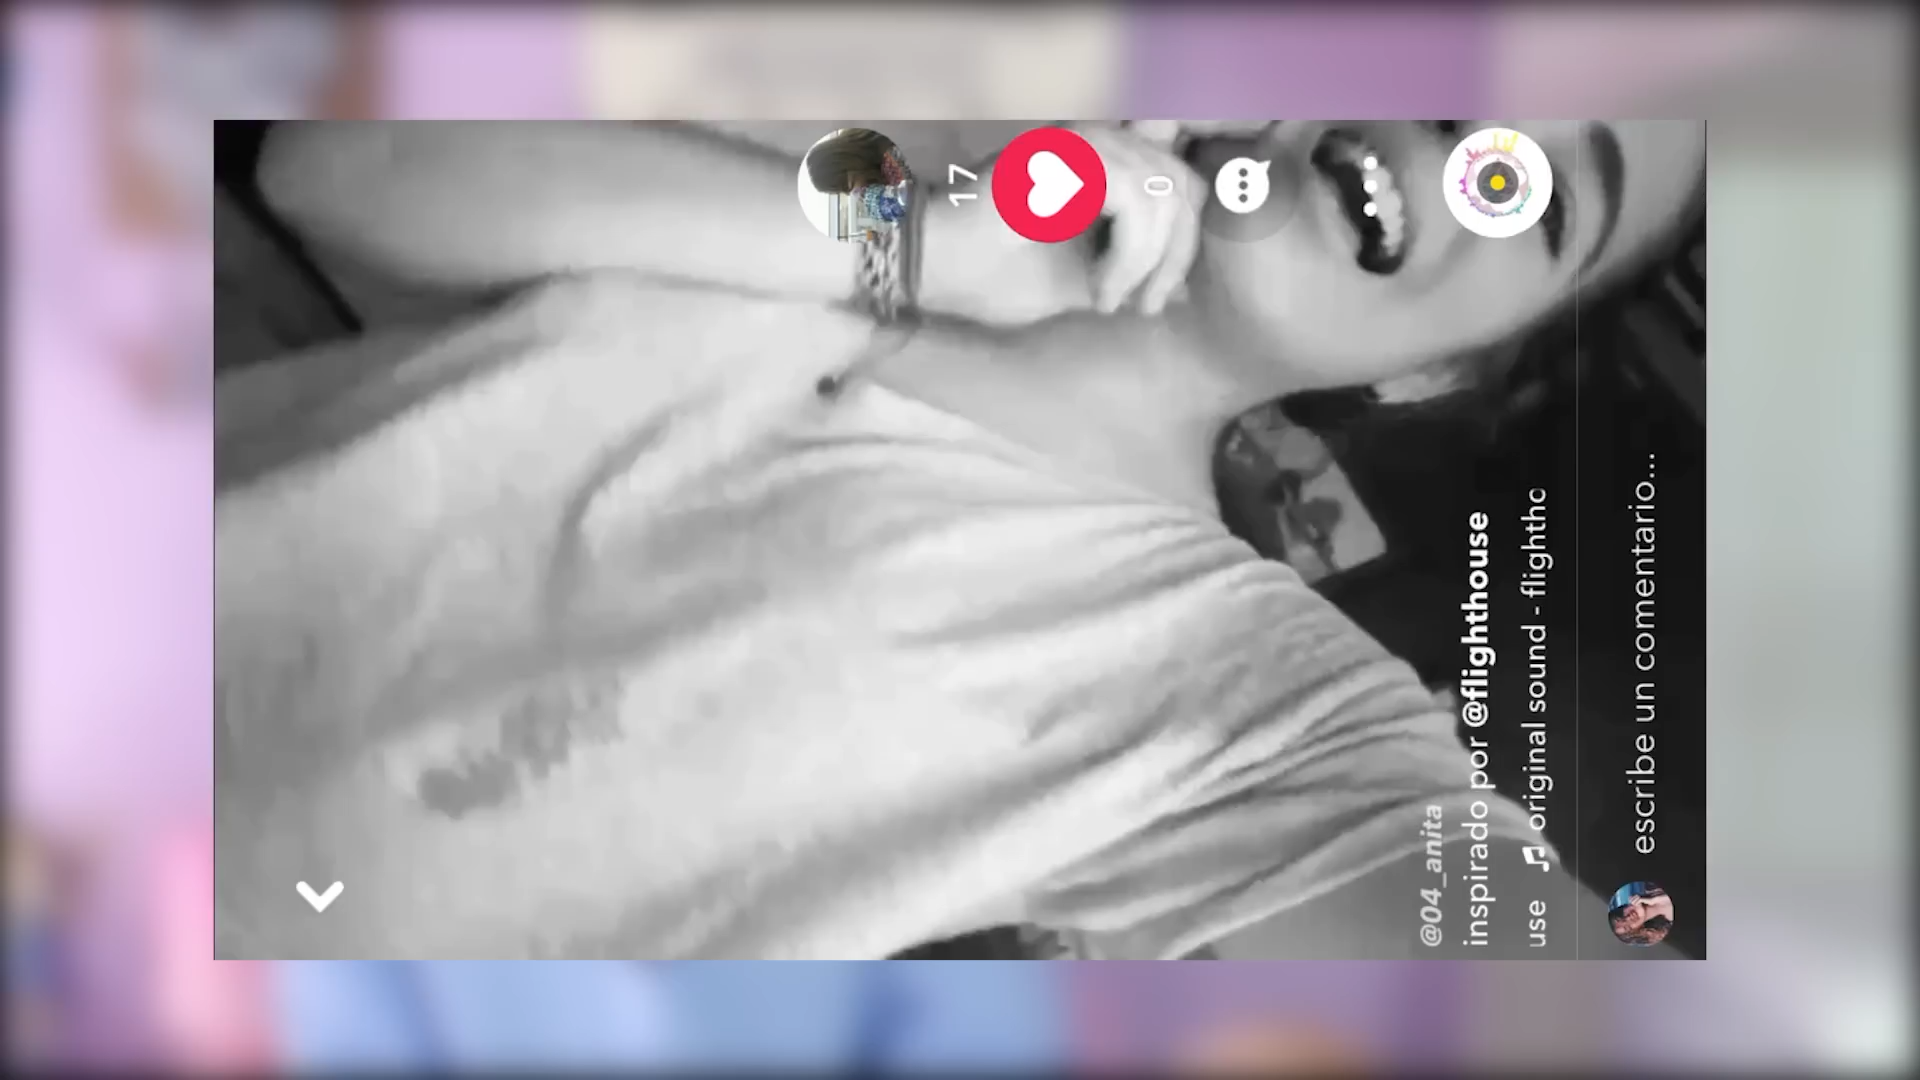 17
0
@04_anita
inspirado por @flighthouse
use ♫ original sound - flighthc
escribe un comentario...